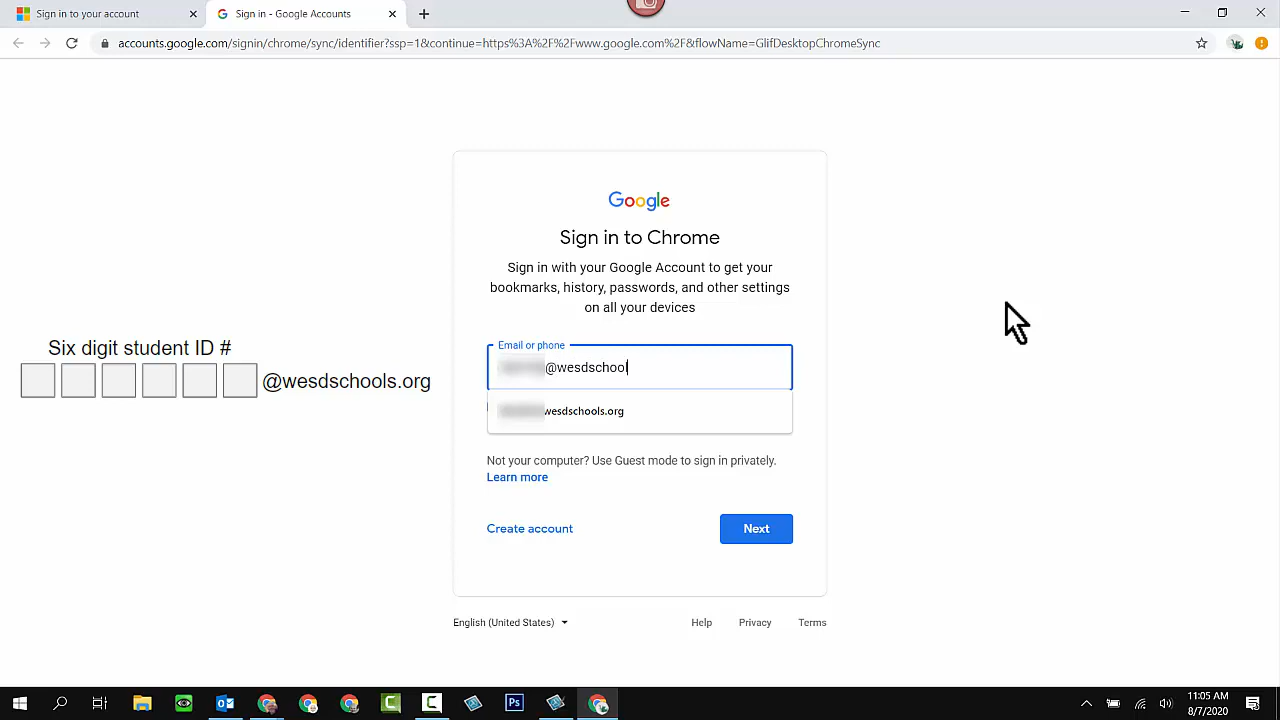 Sign in to your account
Sign in - Google Accounts
accounts.google.com/signin/chrome/sync/identifier?ssp=1&continue=https%3A%2F%2Fwww.google.com%2F&flowName=GlifDesktopChromeSync
Google
Sign in to Chrome
Sign in with your Google Account to get your
bookmarks, history, passwords, and other settings
on all your devices
Six digit student ID #
@wesdschools.org
Email or phone
@wesdschool
wesdschools.org
Not your computer? Use Guest mode to sign in privately.
Learn more
Create account
Next
English (United States)
Help
Privacy
Terms
11:05 AM
8/7/2020